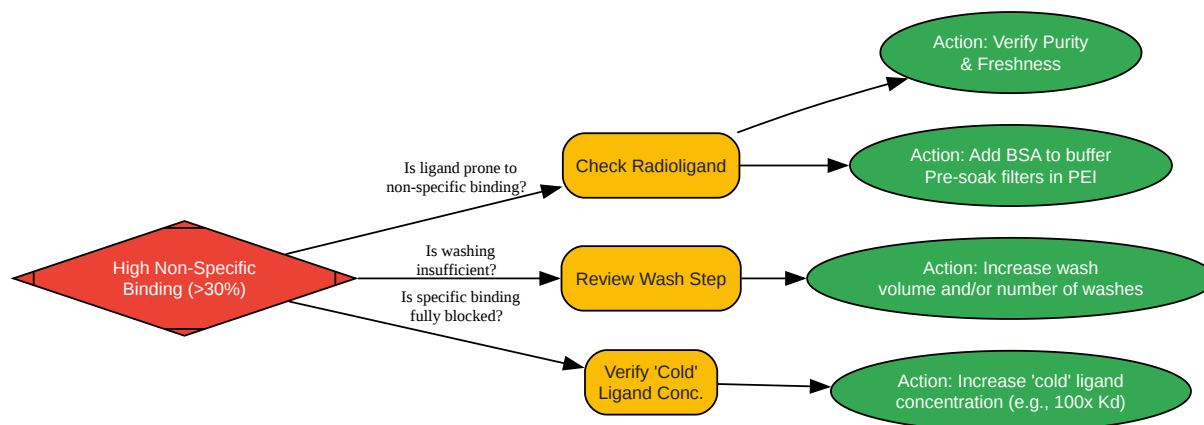 High Non-Specific
Binding (>30%)
Is ligand prone to
non-specific binding?
Is washing
insufficient?
Is specific binding
fully blocked?
Check Radioligand
Review Wash Step
Verify 'Cold'
Ligand Conc.
Action: Verify Purity
& Freshness
Action: Add BSA to buffer
Pre-soak filters in PEI
Action: Increase wash
volume and/or number of washes
Action: Increase 'cold' ligand
concentration (e.g., 100x Kd)